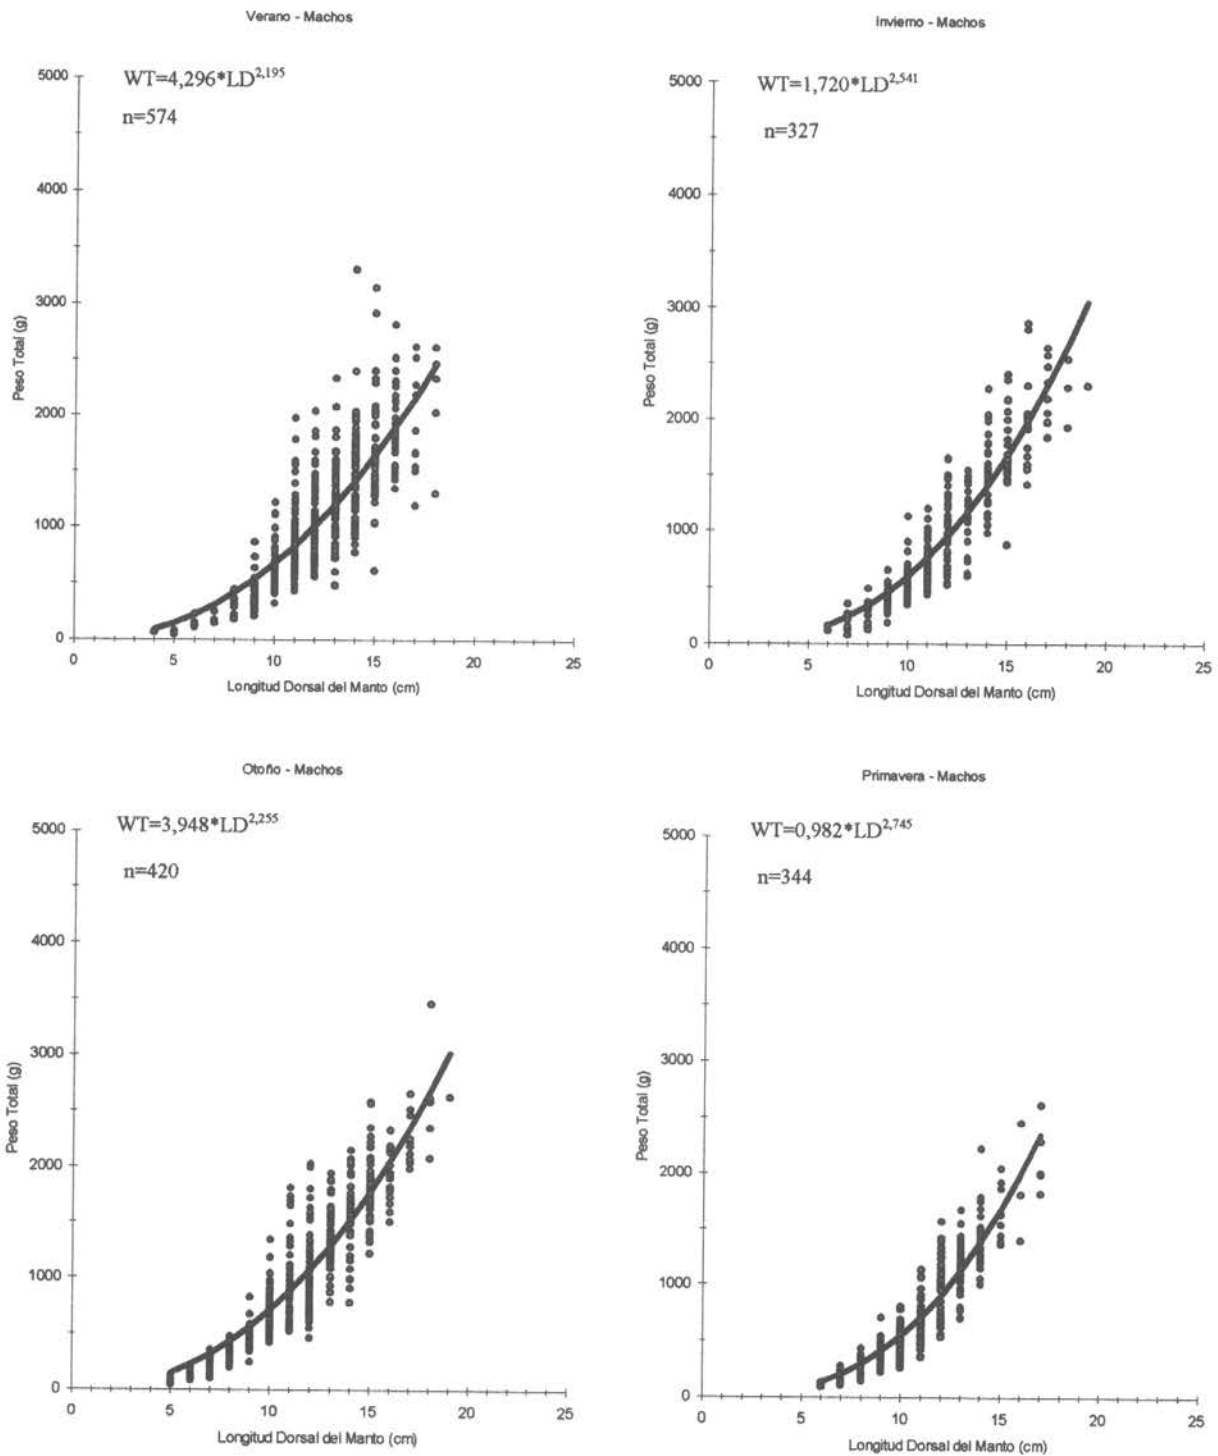 Verano - Machos
WT=4,296*LD^2,195
n=574
5000
4000
3000
2000
1000
0
Peso Total (g)
0 5 10 15 20 25
Longitud Dorsal del Manto (cm)
Invierno - Machos
WT=1,720*LD^2,541
n=327
5000
4000
3000
2000
1000
0
Peso Total (g)
0 5 10 15 20 25
Longitud Dorsal del Manto (cm)
Otoño - Machos
WT=3,948*LD^2,255
n=420
5000
4000
3000
2000
1000
0
Peso Total (g)
0 5 10 15 20 25
Longitud Dorsal del Manto (cm)
Primavera - Machos
WT=0,982*LD^2,745
n=344
5000
4000
3000
2000
1000
0
Peso Total (g)
0 5 10 15 20 25
Longitud Dorsal del Manto (cm)